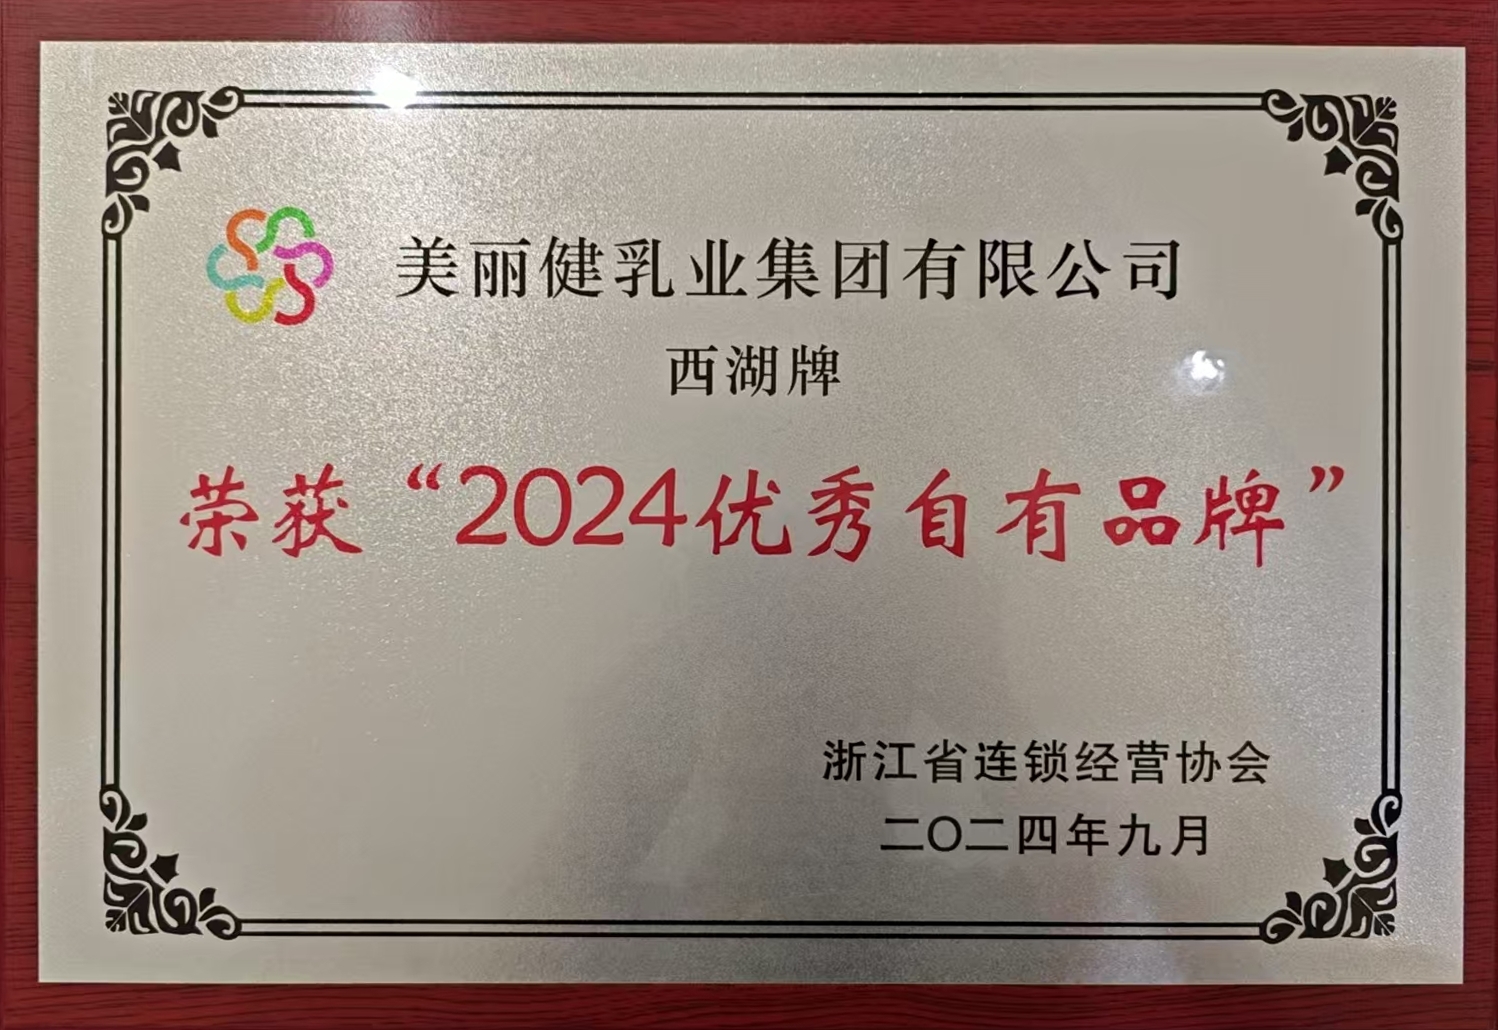 美丽健乳业集团有限公司
西湖牌
荣获“2024优秀自有品牌”
浙江省连锁经营协会
二〇二四年九月